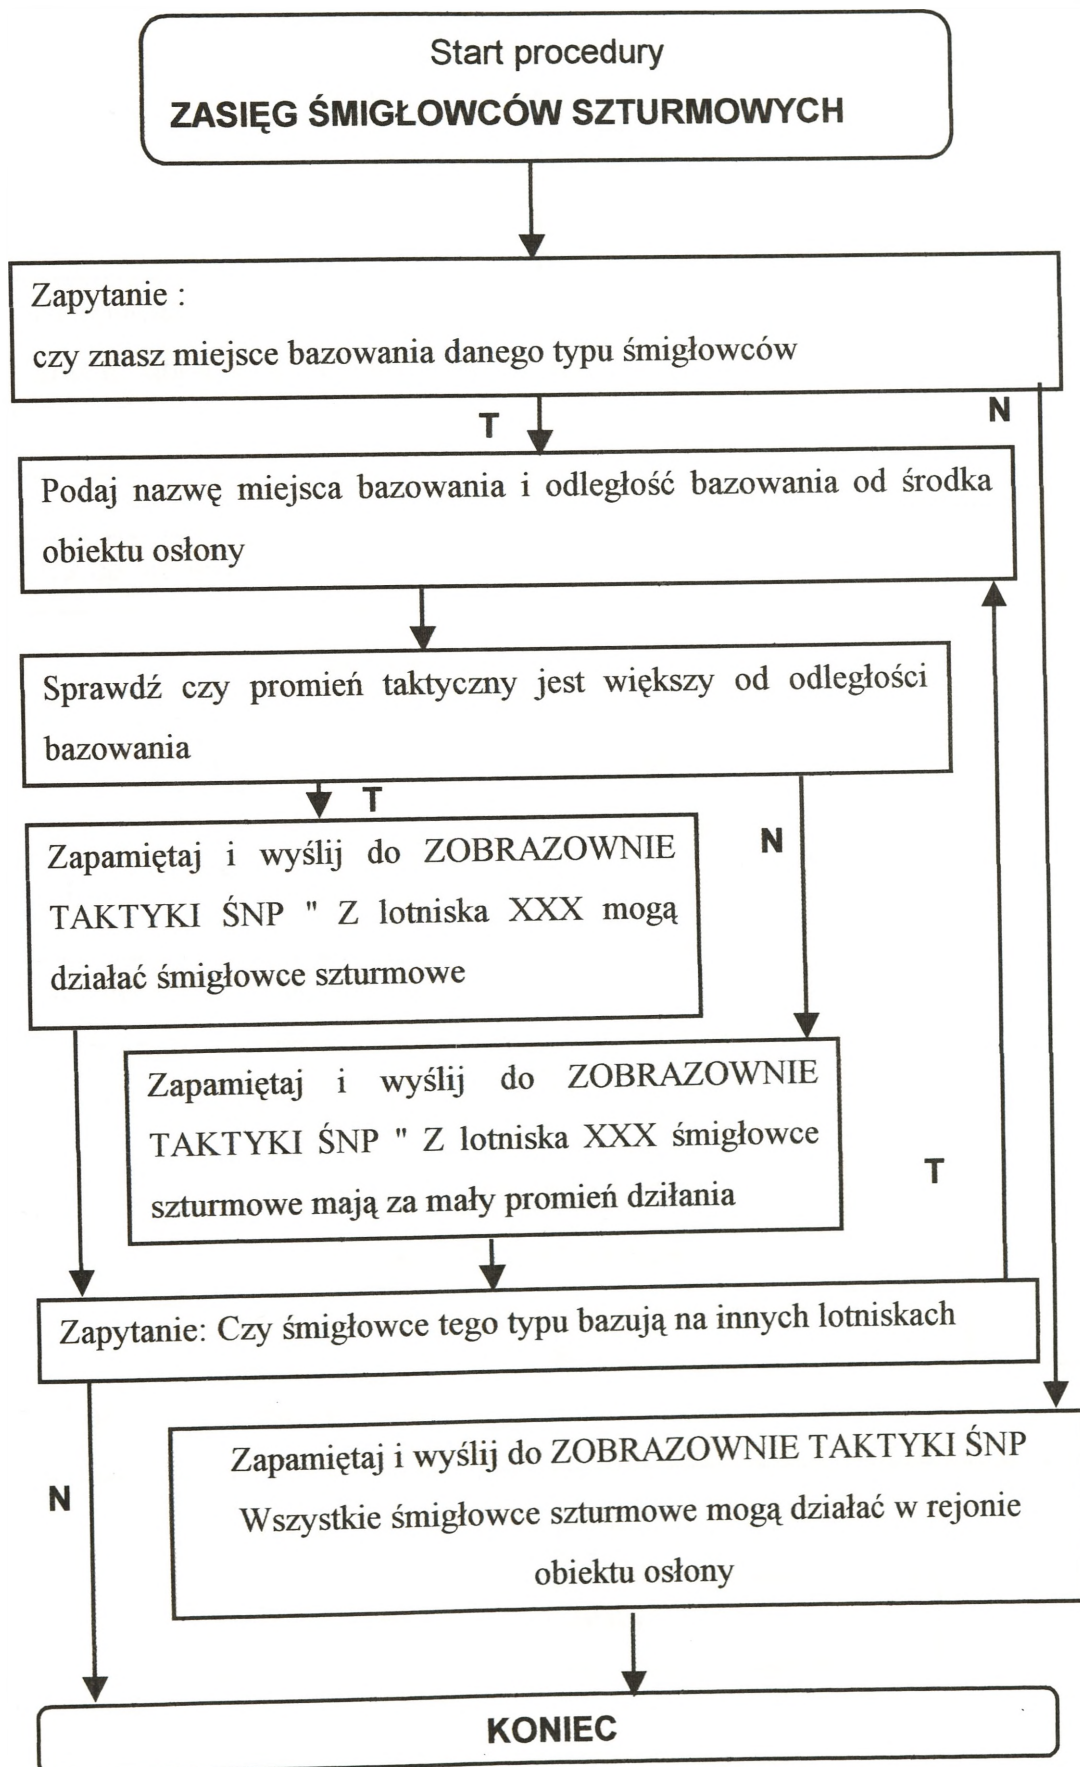 Start procedury
ZASIĘG ŚMIGŁOWCÓW SZTURMOWYCH
Zapytanie :
czy znasz miejsce bazowania danego typu śmigłowców
T
N
Podaj nazwę miejsca bazowania i odległość bazowania od środka
obiektu osłony
Sprawdź czy promień taktyczny jest większy od odległości
bazowania
T
N
Zapamiętaj i wyślij do ZOBRAZOWNIE
TAKTYKI ŚNP " Z lotniska XXX mogą
działać śmigłowce szturmowe
Zapamiętaj i wyślij do ZOBRAZOWNIE
TAKTYKI ŚNP " Z lotniska XXX śmigłowce
szturmowe mają za mały promień dziłania
T
Zapytanie: Czy śmigłowce tego typu bazują na innych lotniskach
N
Zapamiętaj i wyślij do ZOBRAZOWNIE TAKTYKI ŚNP
Wszystkie śmigłowce szturmowe mogą działać w rejonie
obiektu osłony
KONIEC